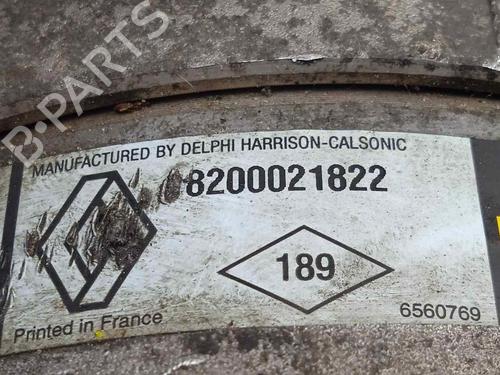 B-PARTS
MANUFACTURED BY DELPHI HARRISON-CALSONIC
8200021822
189
6560769
Printed in France